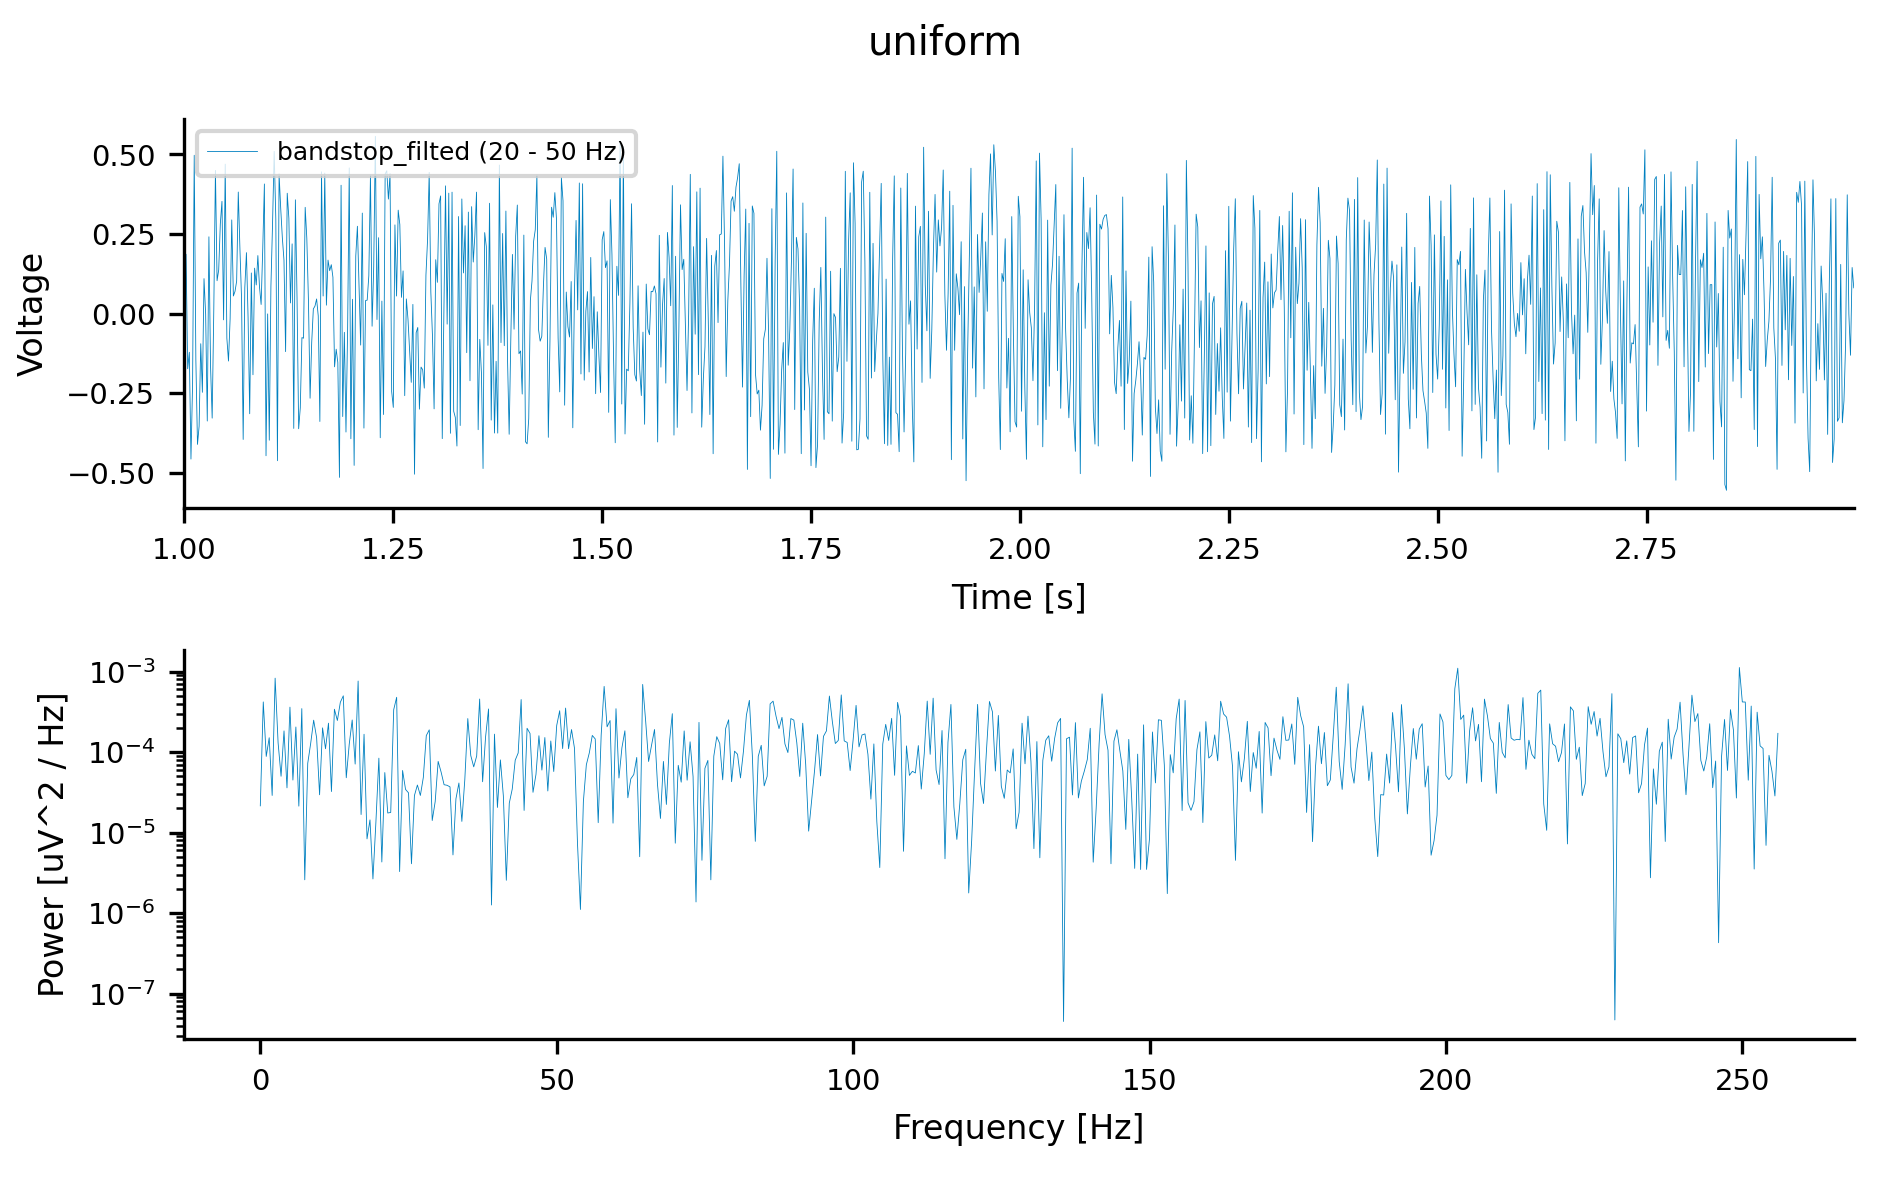 uniform
bandstop_filted (20 - 50 Hz)
Voltage
0.50
0.25
0.00
−0.25
−0.50
1.00 1.25 1.50 1.75 2.00 2.25 2.50 2.75
Time [s]
Power [uV^2 / Hz]
10⁻³
10⁻⁴
10⁻⁵
10⁻⁶
10⁻⁷
0 50 100 150 200 250
Frequency [Hz]